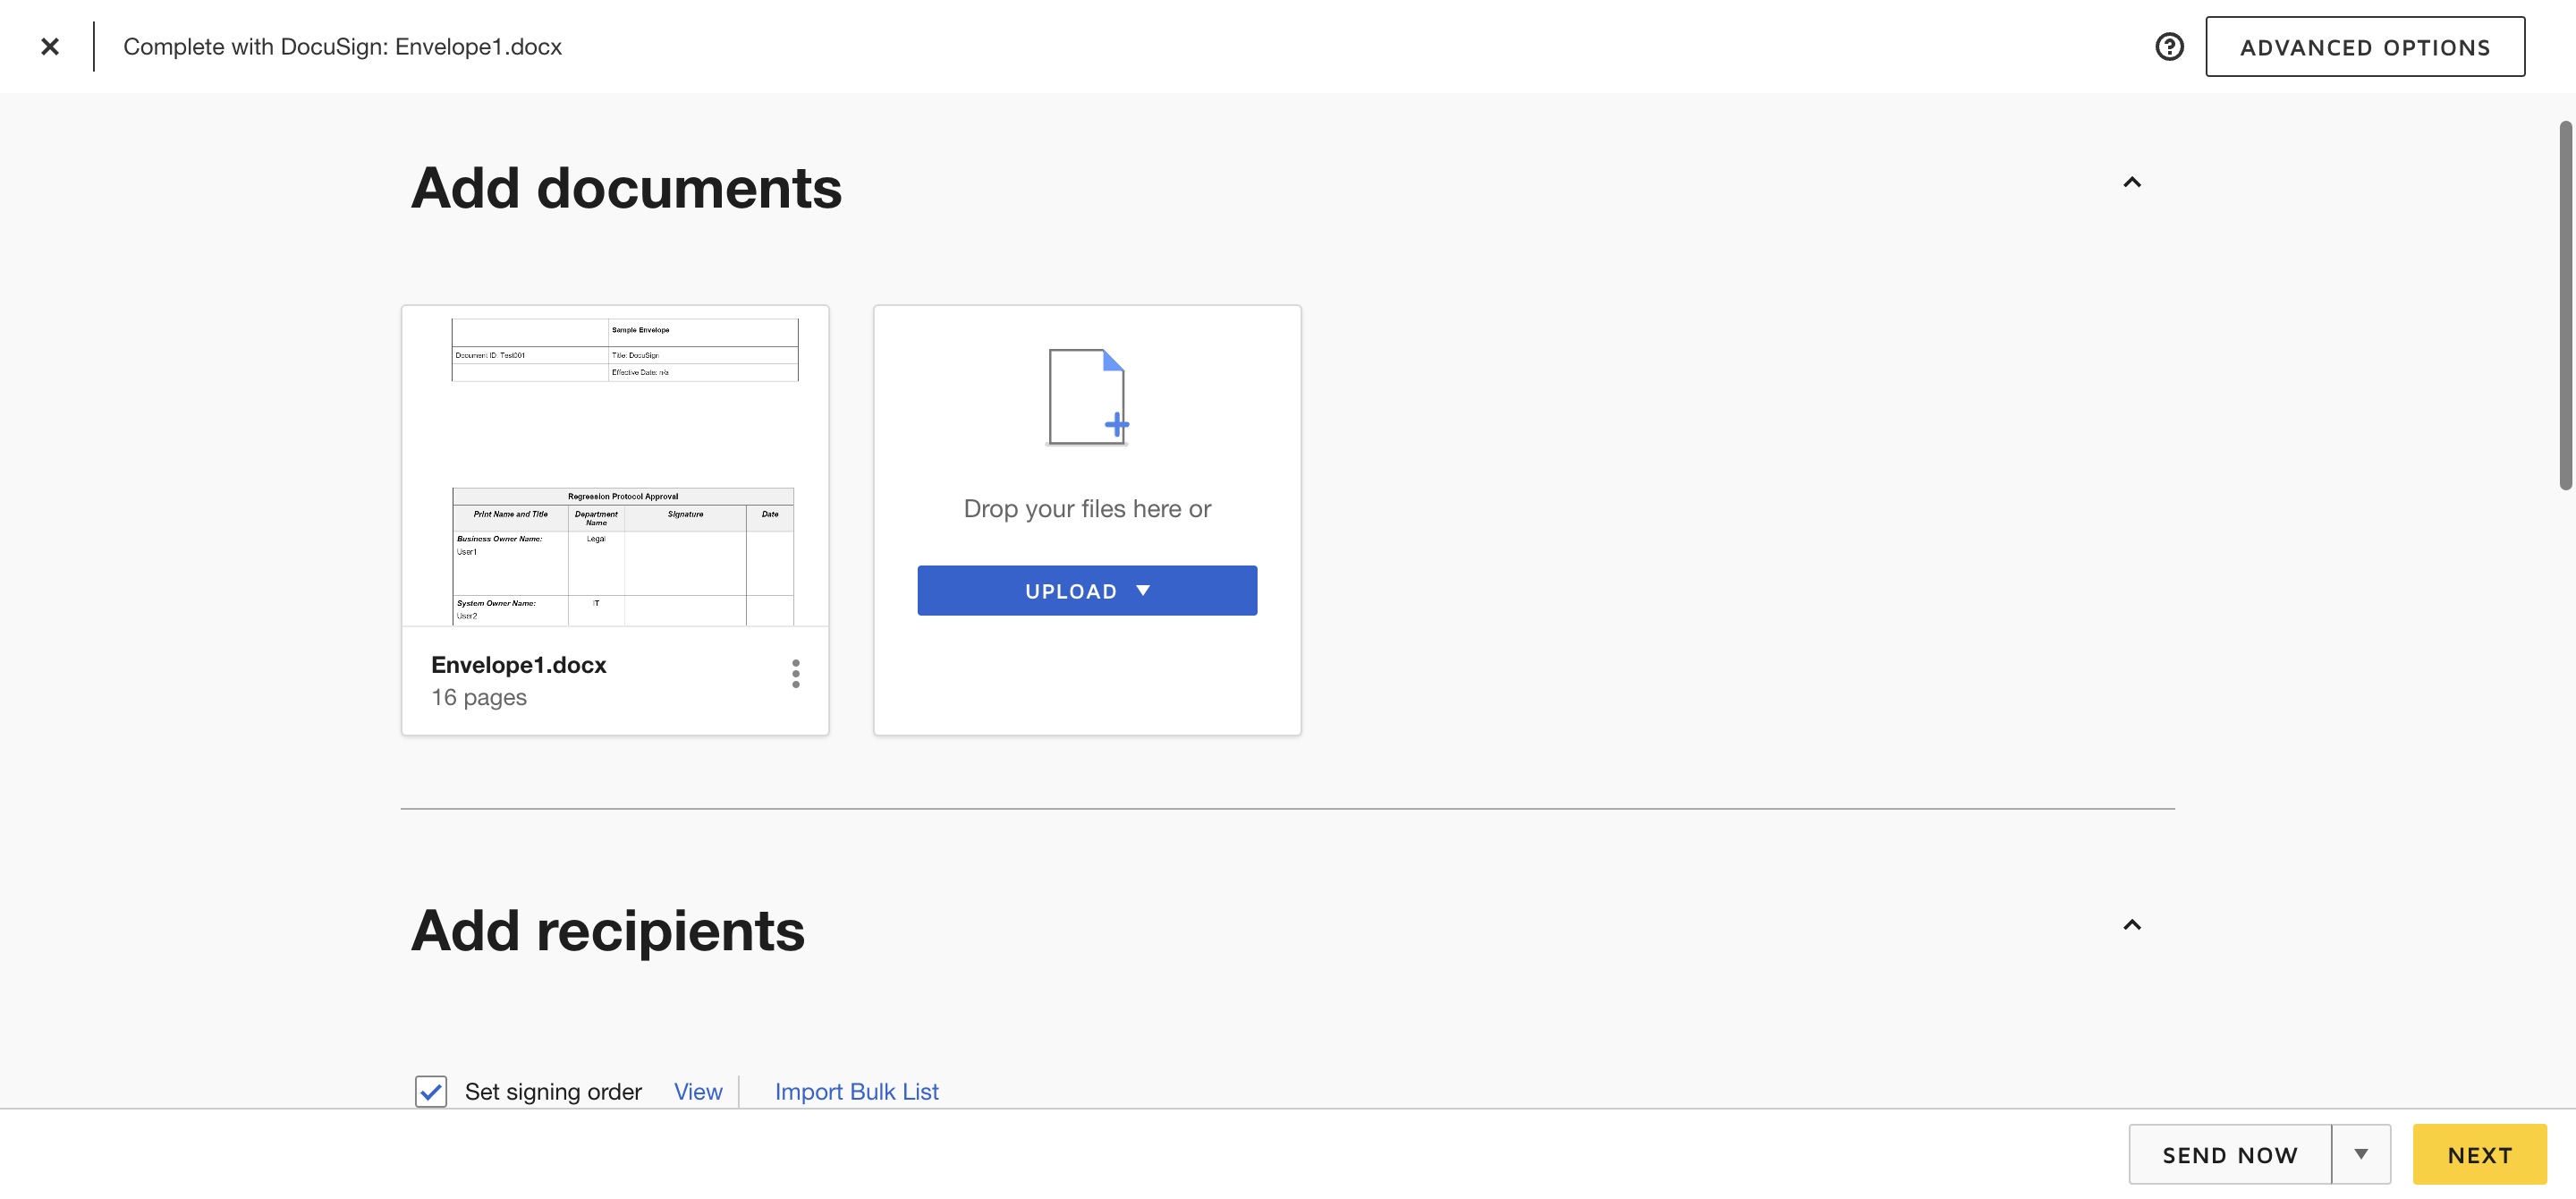 Complete with DocuSign: Envelope1.docx
ADVANCED OPTIONS
Add documents
Sample Envelope
Document ID: Test001
Title: DocuSign
Effective Date: n/a
Regression Protocol Approval
Print Name and Title
Department Name
Signature
Date
Business Owner Name:
User1
Legal
System Owner Name:
User2
IT
Envelope1.docx
16 pages
Drop your files here or
UPLOAD
Add recipients
Set signing order View Import Bulk List
SEND NOW
NEXT